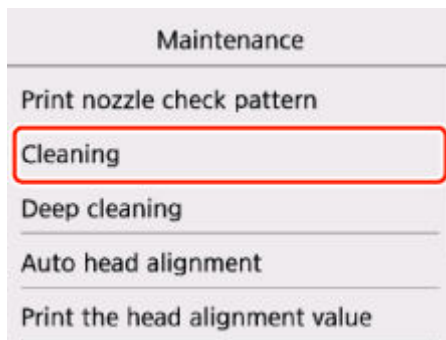 Maintenance
Print nozzle check pattern
Cleaning
Deep cleaning
Auto head alignment
Print the head alignment value